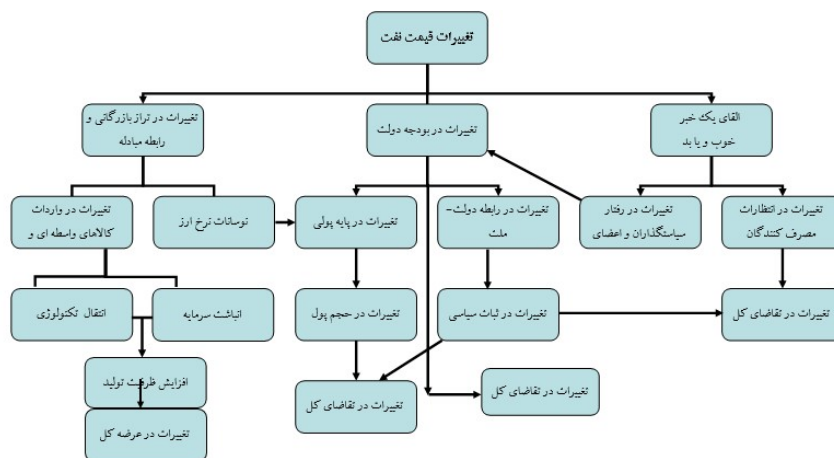 تغییرات قیمت نفت
القای یک خبر
خوب و یا بد
تغییرات در بودجه دولت
تغییرات در تراز بازرگانی و
رابطه مبادله
تغییرات در انتظارات
مصرف کنندگان
تغییرات در رفتار
سیاستگذاران و اعضای
تغییرات در رابطه دولت-
ملت
تغییرات در پایه پولی
نوسانات نرخ ارز
تغییرات در واردات
کالاهای واسطه ای و
تغییرات در تقاضای کل
تغییرات در ثبات سیاسی
تغییرات در حجم پول
انباشت سرمایه
انتقال تکنولوژی
افزایش ظرفیت تولید
تغییرات در تقاضای کل
تغییرات در تقاضای کل
تغییرات در عرضه کل